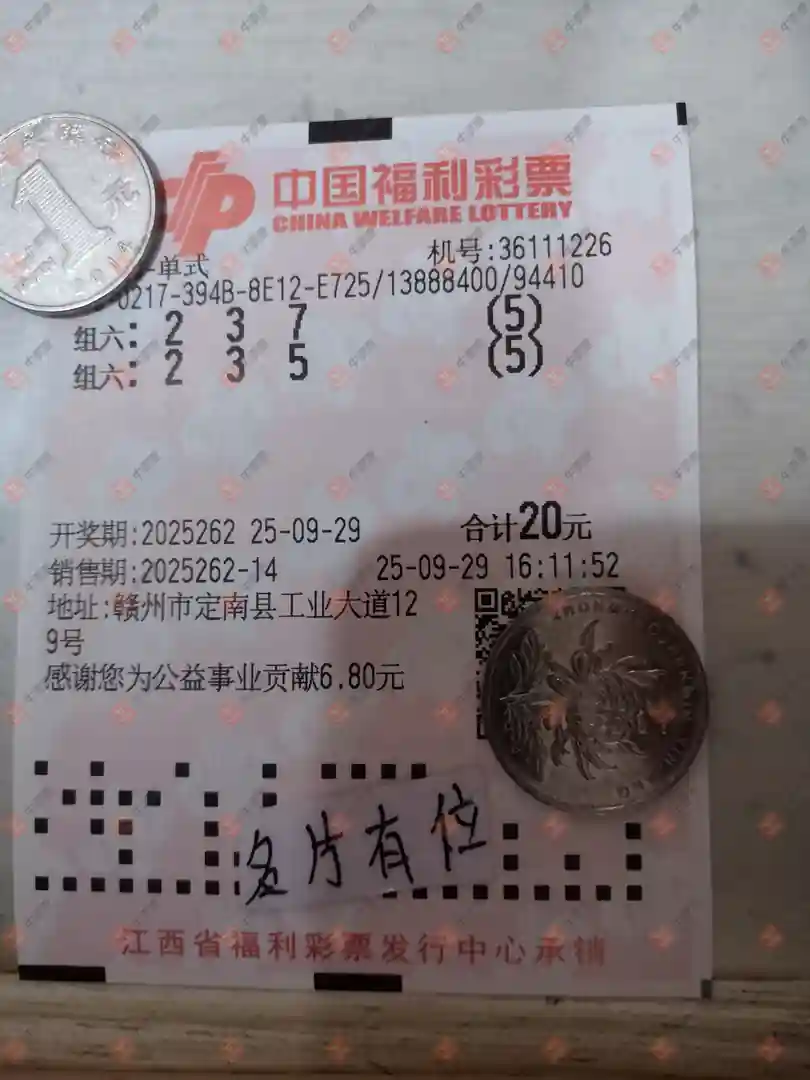 1
元
中国福利彩票
CHINA WELFARE LOTTERY
-单式
机号:36111226
0217-394B-8E12-E725/13888400/94410
组六: 2 3 7 (5)
组六: 2 3 5 (5)
开奖期:2025262 25-09-29 合计20元
销售期:2025262-14 25-09-29 16:11:52
地址:赣州市定南县工业大道12
9号
感谢您为公益事业贡献6.80元
名片有位
江西省福利彩票发行中心承销